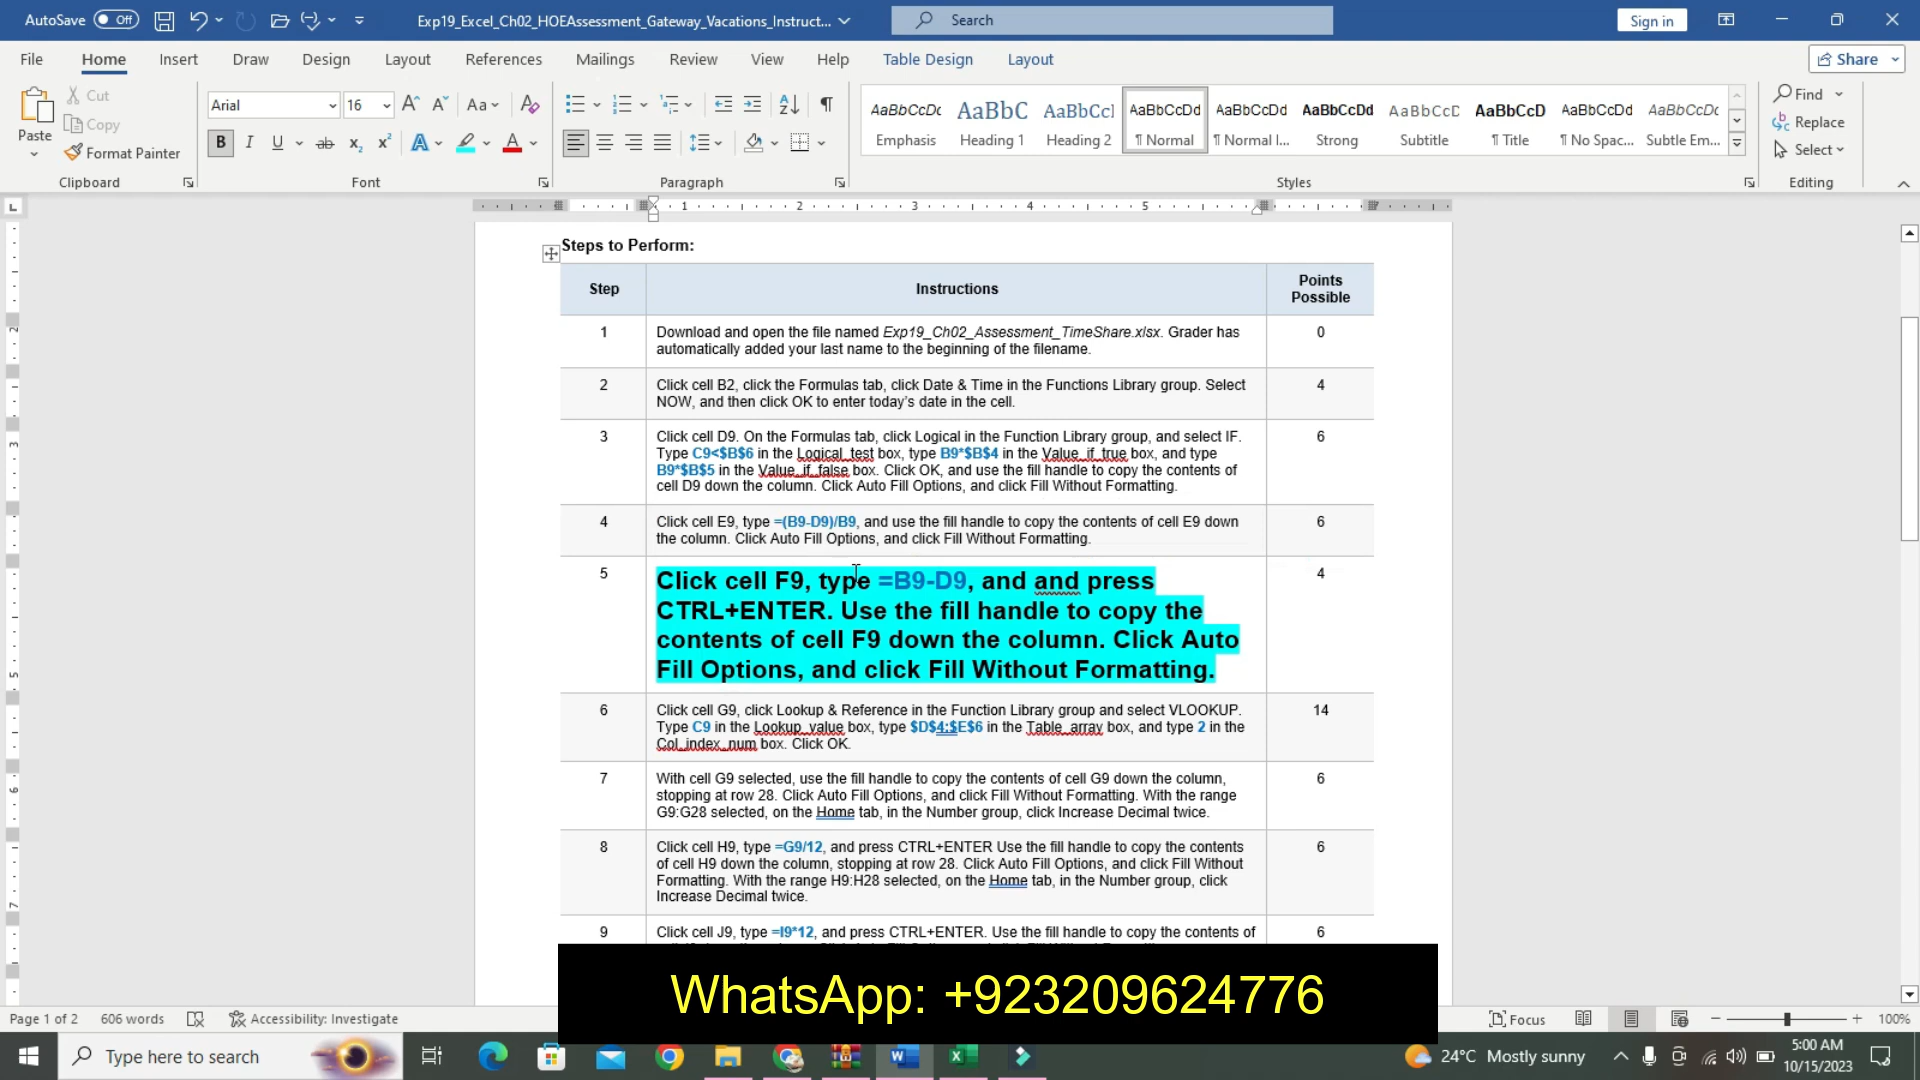 AutoSave Off
Exp19_Excel_Ch02_HOEAssessment_Gateway_Vacations_Instruct...
Search
Sign in
File Home Insert Draw Design Layout References Mailings Review View Help Table Design Layout
Share
Paste
Cut
Copy
Format Painter
Clipboard
Arial 16
Aa
Font
Paragraph
AaBbCcDc AaBbC AaBbCcI AaBbCcDd AaBbCcDd AaBbCcDd AaBbCcD AaBbCcD AaBbCcDd AaBbCcDc
Emphasis Heading 1 Heading 2 ¶ Normal ¶ Normal I... Strong Subtitle ¶ Title ¶ No Spac... Subtle Em...
Styles
Find
Replace
Select
Editing
1 2 3 4 5
Steps to Perform:
Step Instructions Points
Possible
1 Download and open the file named Exp19_Ch02_Assessment_TimeShare.xlsx. Grader has 0
automatically added your last name to the beginning of the filename.
2 Click cell B2, click the Formulas tab, click Date & Time in the Functions Library group. Select 4
NOW, and then click OK to enter today's date in the cell.
3 Click cell D9. On the Formulas tab, click Logical in the Function Library group, and select IF. 6
Type C9<$B$6 in the Logical_test box, type B9*$B$4 in the Value_if_true box, and type
B9*$B$5 in the Value_if_false box. Click OK, and use the fill handle to copy the contents of
cell D9 down the column. Click Auto Fill Options, and click Fill Without Formatting.
4 Click cell E9, type =(B9-D9)/B9, and use the fill handle to copy the contents of cell E9 down 6
the column. Click Auto Fill Options, and click Fill Without Formatting.
5 Click cell F9, type =B9-D9, and and press 4
CTRL+ENTER. Use the fill handle to copy the
contents of cell F9 down the column. Click Auto
Fill Options, and click Fill Without Formatting.
6 Click cell G9, click Lookup & Reference in the Function Library group and select VLOOKUP. 14
Type C9 in the Lookup_value box, type $D$4:$E$6 in the Table_array box, and type 2 in the
Col_index_num box. Click OK.
7 With cell G9 selected, use the fill handle to copy the contents of cell G9 down the column, 6
stopping at row 28. Click Auto Fill Options, and click Fill Without Formatting. With the range
G9:G28 selected, on the Home tab, in the Number group, click Increase Decimal twice.
8 Click cell H9, type =G9/12, and press CTRL+ENTER Use the fill handle to copy the contents 6
of cell H9 down the column, stopping at row 28. Click Auto Fill Options, and click Fill Without
Formatting. With the range H9:H28 selected, on the Home tab, in the Number group, click
Increase Decimal twice.
9 Click cell J9, type =I9*12, and press CTRL+ENTER. Use the fill handle to copy the contents of 6
WhatsApp: +923209624776
Page 1 of 2 606 words Accessibility: Investigate Focus 100%
Type here to search
24°C Mostly sunny
5:00 AM
10/15/2023